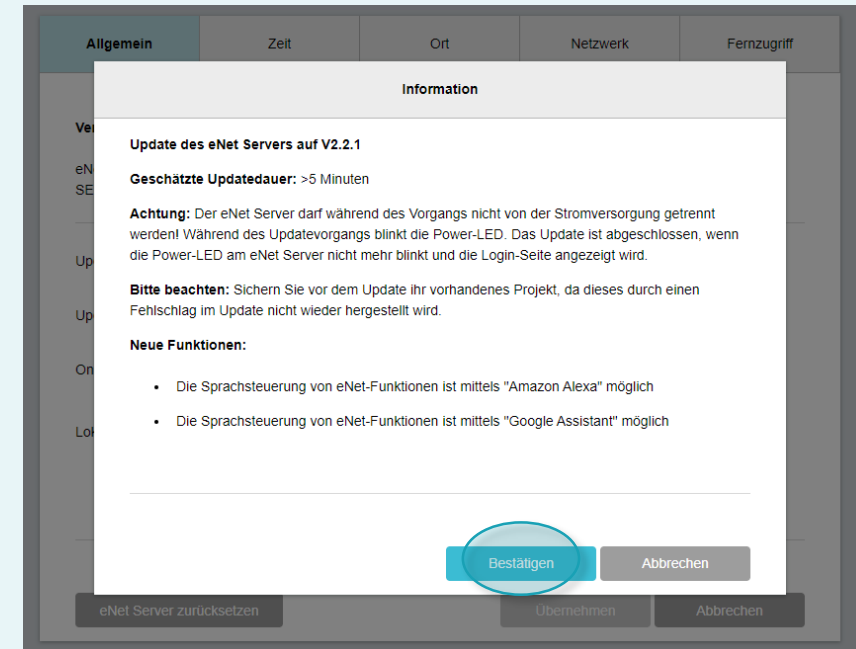 Allgemein
Zeit
Ort
Netzwerk
Fernzugriff
Information
Update des eNet Servers auf V2.2.1
Geschätzte Updatedauer: >5 Minuten
Achtung: Der eNet Server darf während des Vorgangs nicht von der Stromversorgung getrennt
werden! Während des Updatevorgangs blinkt die Power-LED. Das Update ist abgeschlossen, wenn
die Power-LED am eNet Server nicht mehr blinkt und die Login-Seite angezeigt wird.
Bitte beachten: Sichern Sie vor dem Update ihr vorhandenes Projekt, da dieses durch einen
Fehlschlag im Update nicht wieder hergestellt wird.
Neue Funktionen:
• Die Sprachsteuerung von eNet-Funktionen ist mittels "Amazon Alexa" möglich
• Die Sprachsteuerung von eNet-Funktionen ist mittels "Google Assistant" möglich
Bestätigen
Abbrechen
eNet Server zurücksetzen
Übernehmen
Abbrechen